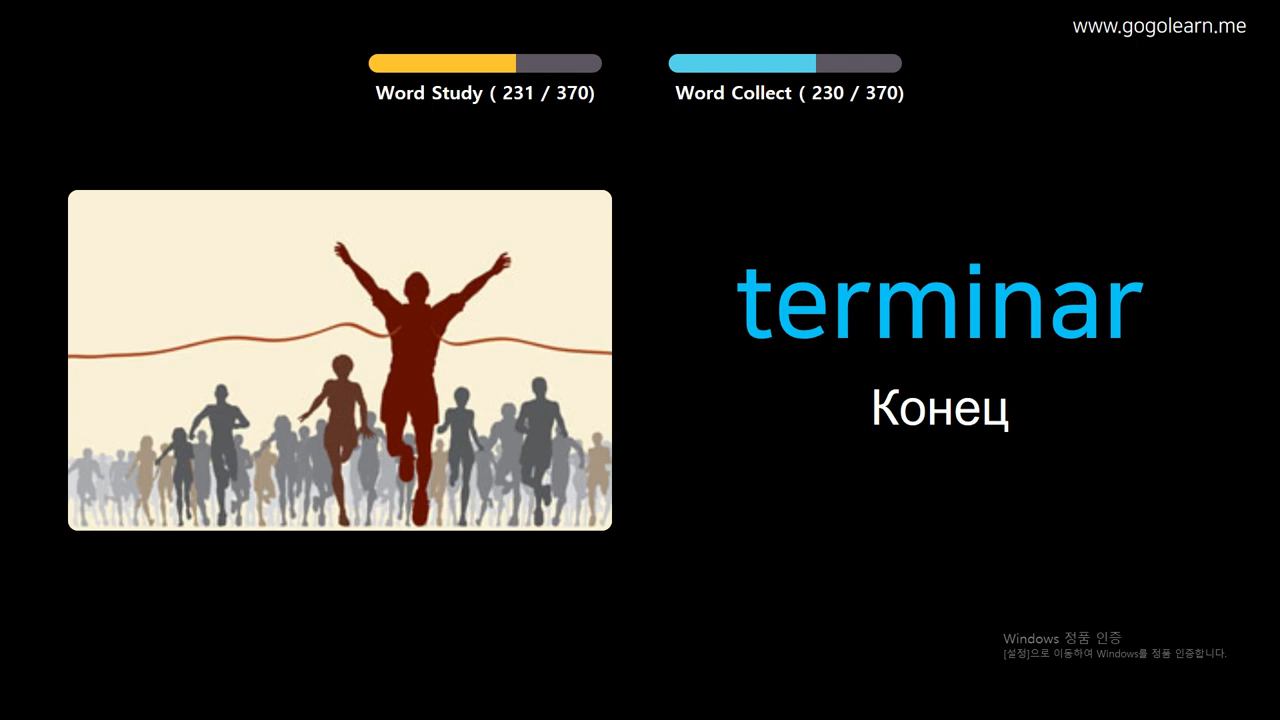 www.gogolearn.me
Word Study ( 231 / 370)
Word Collect ( 230 / 370)
terminar
Конец
Windows 정품 인증
[설정]으로 이동하여 Windows를 정품 인증합니다.